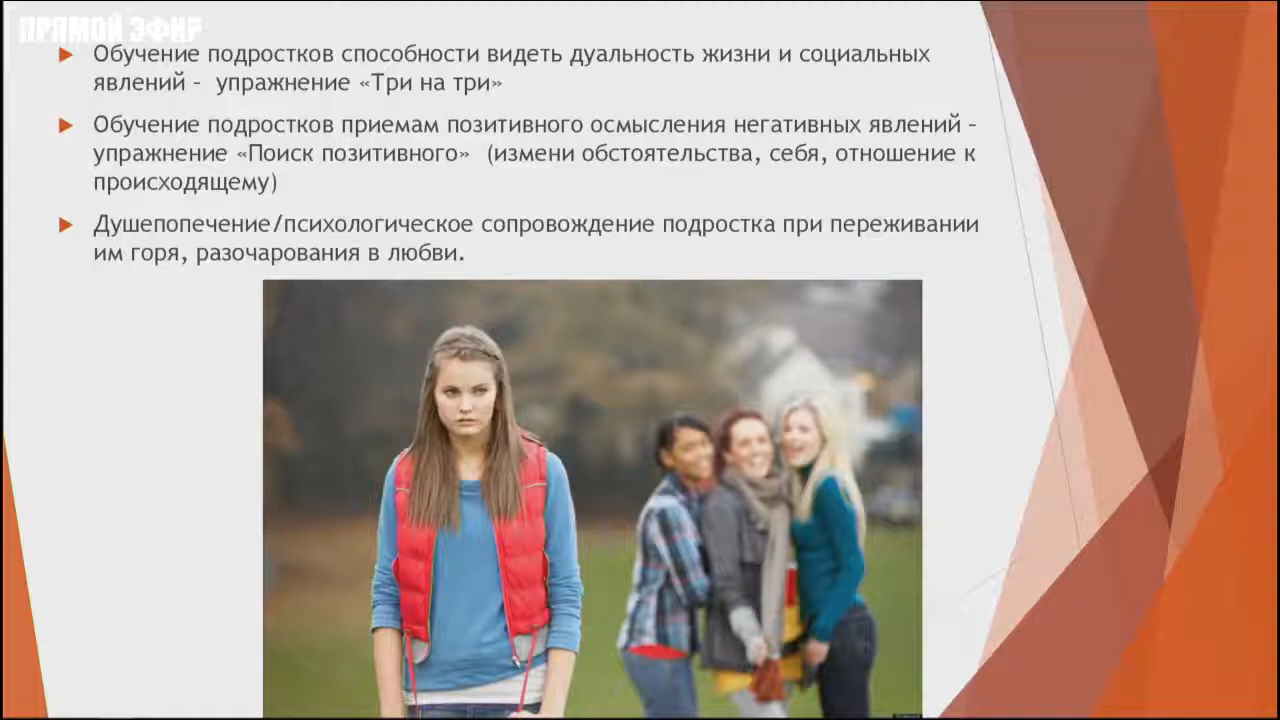 ПРЯМОЙ ЭФИР
Обучение подростков способности видеть дуальность жизни и социальных
явлений – упражнение «Три на три»
Обучение подростков приемам позитивного осмысления негативных явлений –
упражнение «Поиск позитивного» (измени обстоятельства, себя, отношение к
происходящему)
Душепопечение/психологическое сопровождение подростка при переживании
им горя, разочарования в любви.